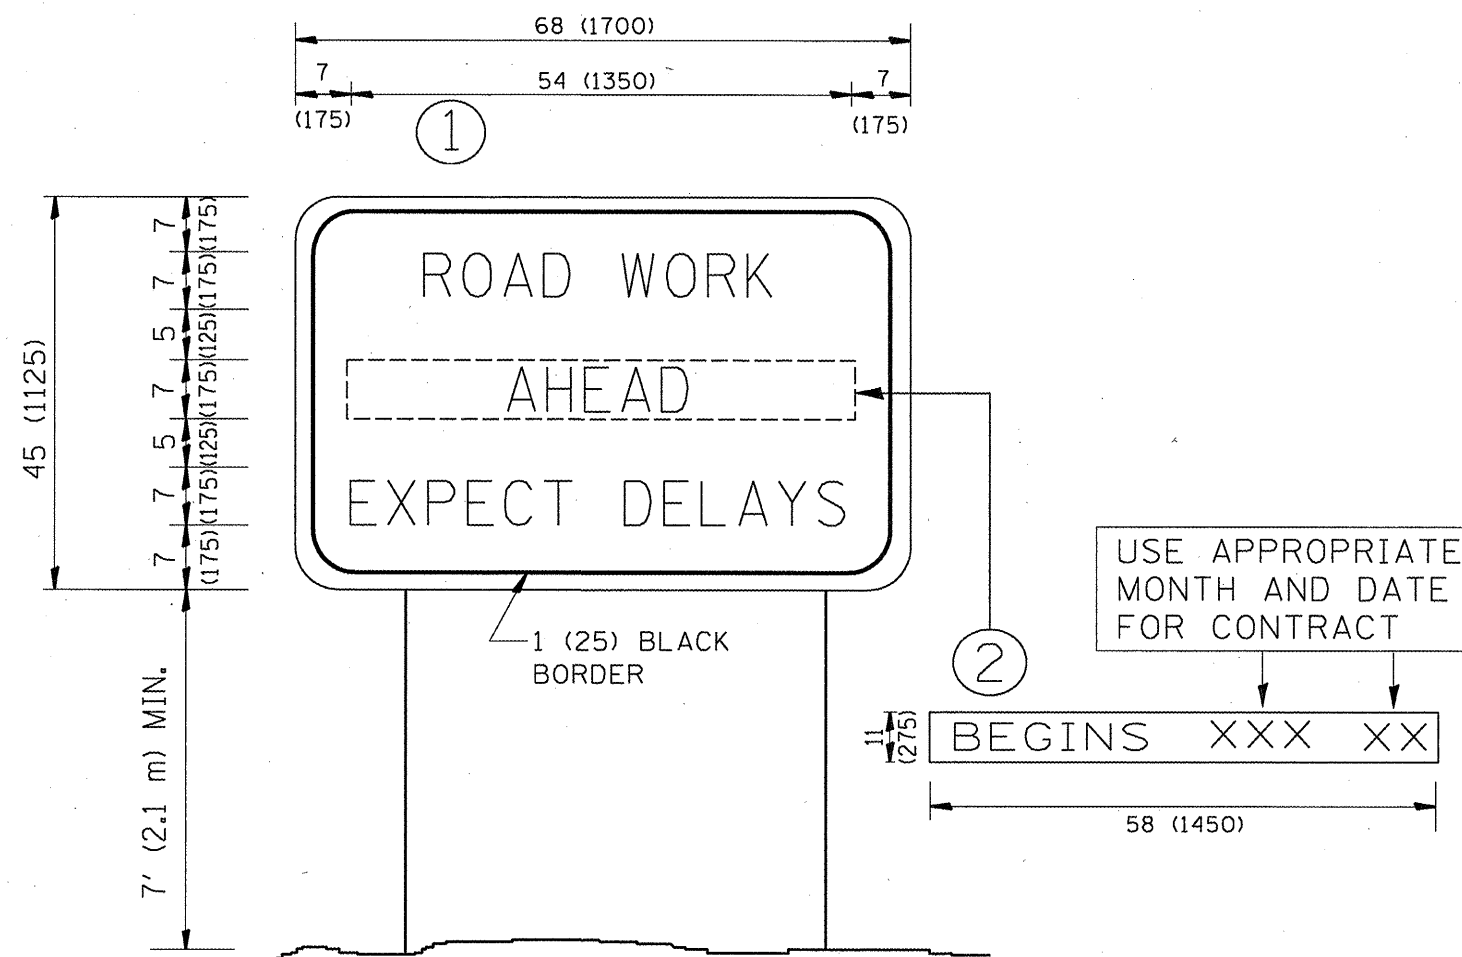 68 (1700)
7
54 (1350)
7
(175)
(175)
1
45 (1125)
7 (175)
7 (175)
5 (125)
7 (175)
5 (125)
7 (175)
7 (175)
ROAD WORK
AHEAD
EXPECT DELAYS
1 (25) BLACK
BORDER
7' (2.1 m) MIN.
USE APPROPRIATE
MONTH AND DATE
FOR CONTRACT
2
11
(275)
BEGINS XXX XX
58 (1450)